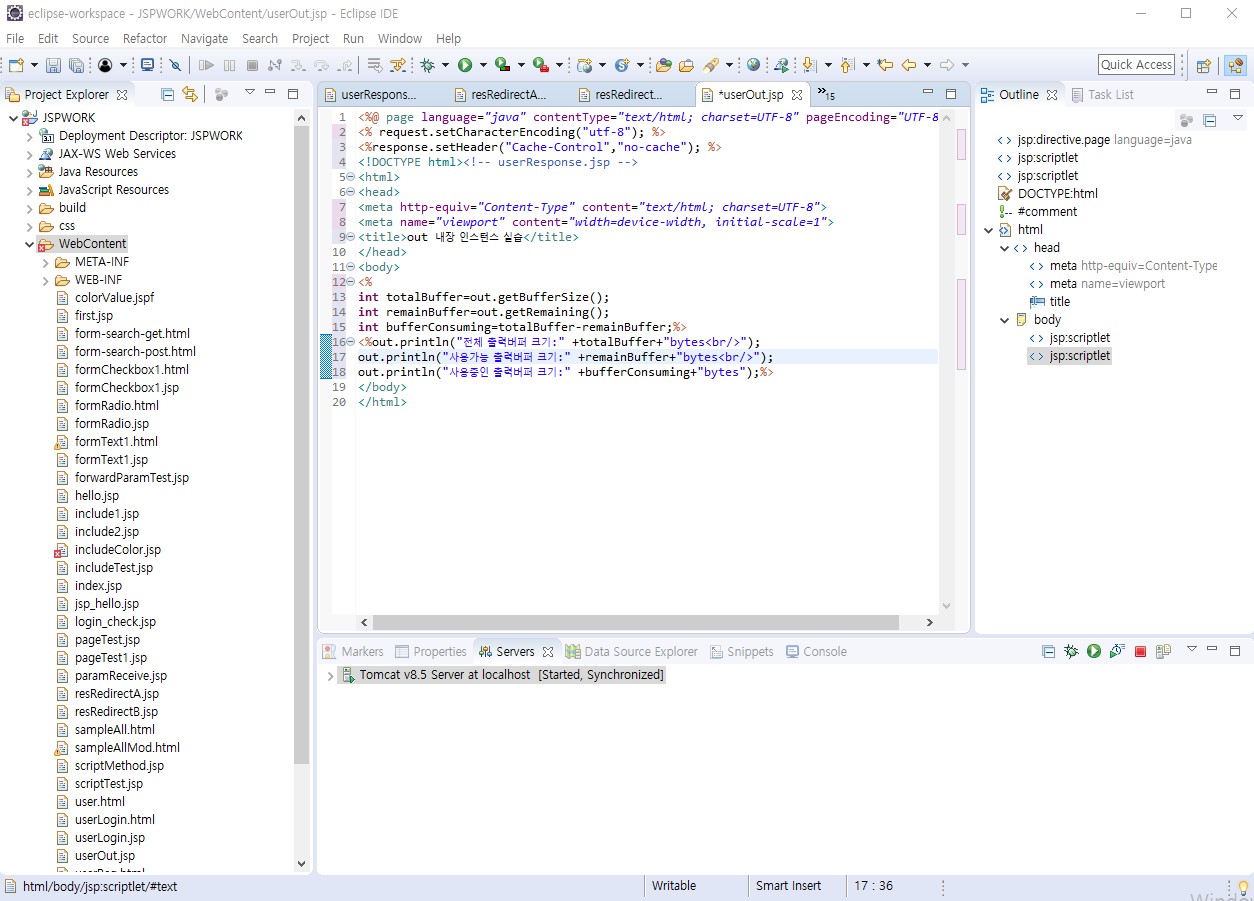 eclipse-workspace - JSPWORK/WebContent/userOut.jsp - Eclipse IDE
File Edit Source Refactor Navigate Search Project Run Window Help
Quick Access
Project Explorer
JSPWORK
Deployment Descriptor: JSPWORK
JAX-WS Web Services
Java Resources
JavaScript Resources
build
css
WebContent
META-INF
WEB-INF
colorValue.jspf
first.jsp
form-search-get.html
form-search-post.html
formCheckbox1.html
formCheckbox1.jsp
formRadio.html
formRadio.jsp
formText1.html
formText1.jsp
forwardParamTest.jsp
hello.jsp
include1.jsp
include2.jsp
includeColor.jsp
includeTest.jsp
index.jsp
jsp_hello.jsp
login_check.jsp
pageTest.jsp
pageTest1.jsp
paramReceive.jsp
resRedirectA.jsp
resRedirectB.jsp
sampleAll.html
sampleAllMod.html
scriptMethod.jsp
scriptTest.jsp
user.html
userLogin.html
userLogin.jsp
userOut.jsp
userRespons... resRedirectA... resRedirect... *userOut.jsp »15
1 <%@ page language="java" contentType="text/html; charset=UTF-8" pageEncoding="UTF-8
2 <% request.setCharacterEncoding("utf-8"); %>
3 <%response.setHeader("Cache-Control","no-cache"); %>
4 <!DOCTYPE html><!-- userResponse.jsp -->
5 <html>
6 <head>
7 <meta http-equiv="Content-Type" content="text/html; charset=UTF-8">
8 <meta name="viewport" content="width=device-width, initial-scale=1">
9 <title>out 내장 인스턴스 실습</title>
10 </head>
11 <body>
12 <%
13 int totalBuffer=out.getBufferSize();
14 int remainBuffer=out.getRemaining();
15 int bufferConsuming=totalBuffer-remainBuffer;%>
16 <%out.println("전체 출력버퍼 크기:" +totalBuffer+"bytes<br/>");
17 out.println("사용가능 출력버퍼 크기:" +remainBuffer+"bytes<br/>");
18 out.println("사용중인 출력버퍼 크기:" +bufferConsuming+"bytes");%>
19 </body>
20 </html>
Outline Task List
jsp:directive.page language=java
jsp:scriptlet
jsp:scriptlet
DOCTYPE:html
#comment
html
head
meta http-equiv=Content-Type
meta name=viewport
title
body
jsp:scriptlet
jsp:scriptlet
Markers Properties Servers Data Source Explorer Snippets Console
Tomcat v8.5 Server at localhost [Started, Synchronized]
html/body/jsp:scriptlet/#text Writable Smart Insert 17 : 36